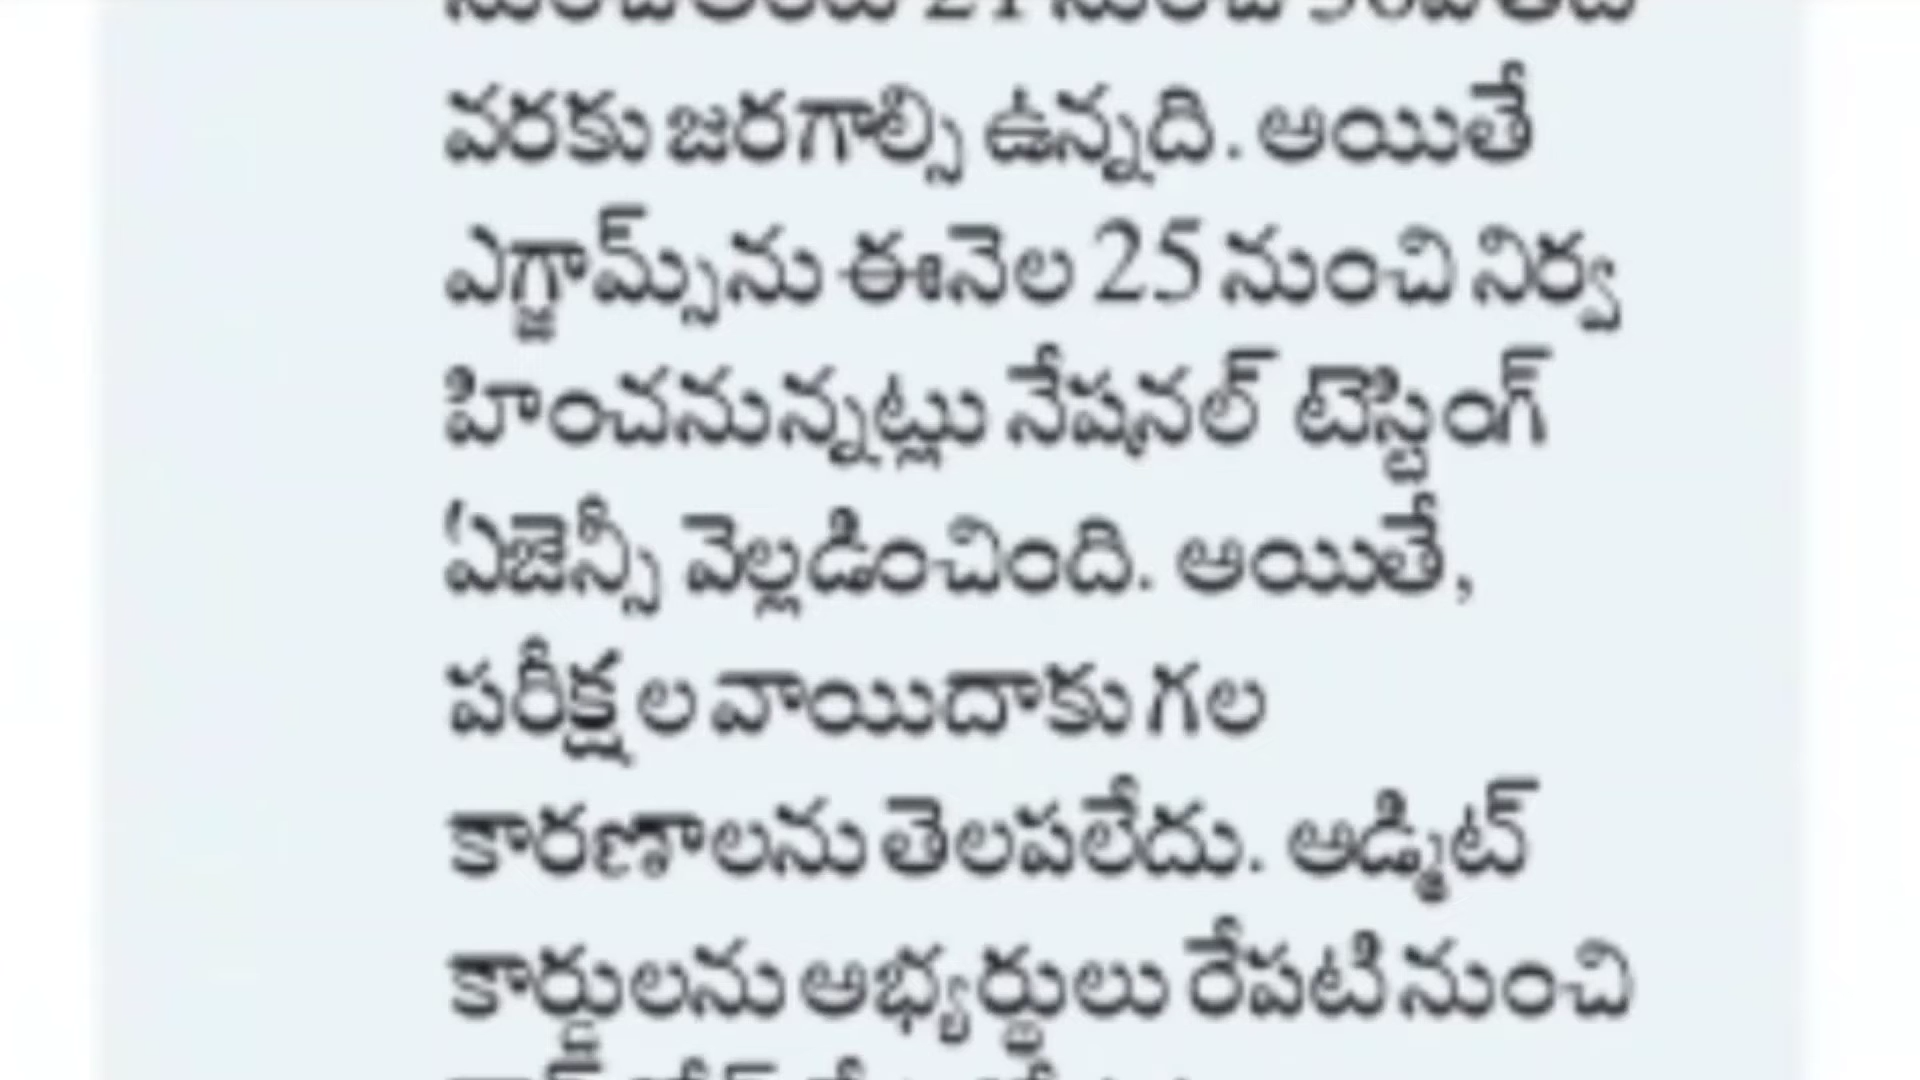 వరకు జరగాల్సి ఉన్నది. అయితే
ఎగ్జామ్స్‌ను ఈనెల 25 నుంచి నిర్వ
హించనున్నట్లు నేషనల్ టెస్టింగ్
ఏజెన్సీ వెల్లడించింది. అయితే,
పరీక్షల వాయిదాకు గల
కారణాలను తెలపలేదు. అడ్మిట్
కార్డులను అభ్యర్థులు రేపటి నుంచి